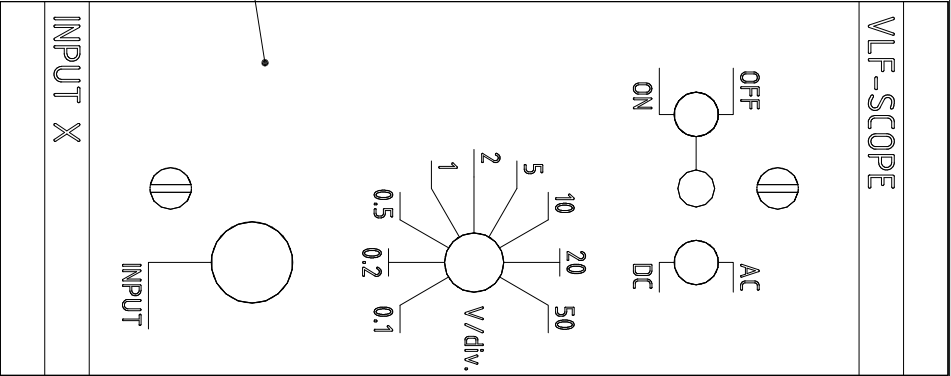 VLF-SCOPE
OFF
AC
ON
DC
10
20
50
5
2
1
V/div.
0.5
0.2
0.1
INPUT
INPUT X